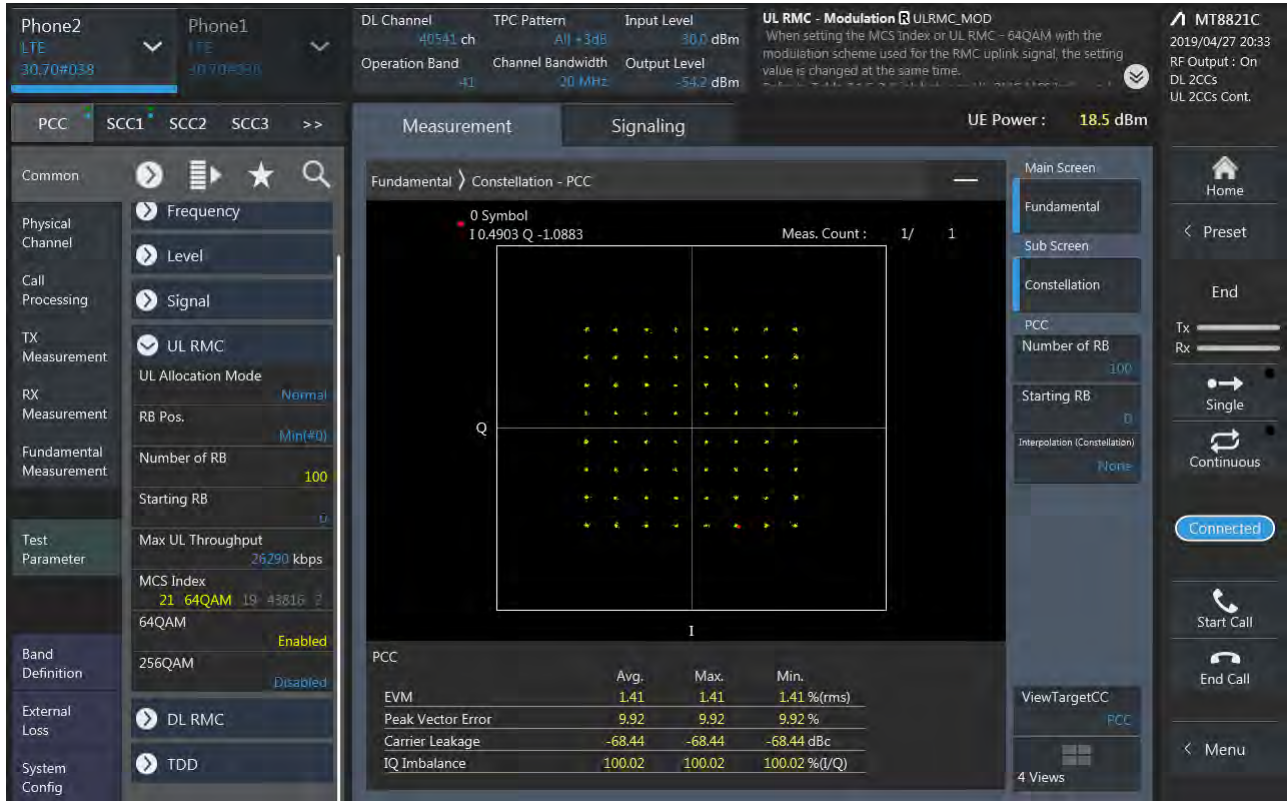 Phone2
LTE
30.70#038
Phone1
LTE
30.70#038
DL Channel
40541 ch
TPC Pattern
All +3dB
Input Level
30.0 dBm
Operation Band
41
Channel Bandwidth
20 MHz
Output Level
-54.2 dBm
UL RMC - Modulation R ULRMC_MOD
When setting the MCS Index or UL RMC - 64QAM with the
modulation scheme used for the RMC uplink signal, the setting
value is changed at the same time.
MT8821C
2019/04/27 20:33
RF Output : On
DL 2CCs
UL 2CCs Cont.
PCC
SCC1
SCC2
SCC3
>>
Measurement
Signaling
UE Power : 18.5 dBm
Common
Physical
Channel
Call
Processing
TX
Measurement
RX
Measurement
Fundamental
Measurement
Test
Parameter
Band
Definition
External
Loss
System
Config
Frequency
Level
Signal
UL RMC
UL Allocation Mode
Normal
RB Pos.
Min(#0)
Number of RB
100
Starting RB
0
Max UL Throughput
26290 kbps
MCS Index
21 64QAM 19 43816 2
64QAM
Enabled
256QAM
Disabled
DL RMC
TDD
Fundamental 〉 Constellation - PCC
0 Symbol
I 0.4903 Q -1.0883
Meas. Count : 1/ 1
Q
I
PCC
Avg. Max. Min.
EVM 1.41 1.41 1.41 %(rms)
Peak Vector Error 9.92 9.92 9.92 %
Carrier Leakage -68.44 -68.44 -68.44 dBc
IQ Imbalance 100.02 100.02 100.02 %(I/Q)
Main Screen
Fundamental
Sub Screen
Constellation
PCC
Number of RB
100
Starting RB
0
Interpolation (Constellation)
None
ViewTargetCC
PCC
4 Views
Home
< Preset
End
Tx
Rx
Single
Continuous
Connected
Start Call
End Call
< Menu